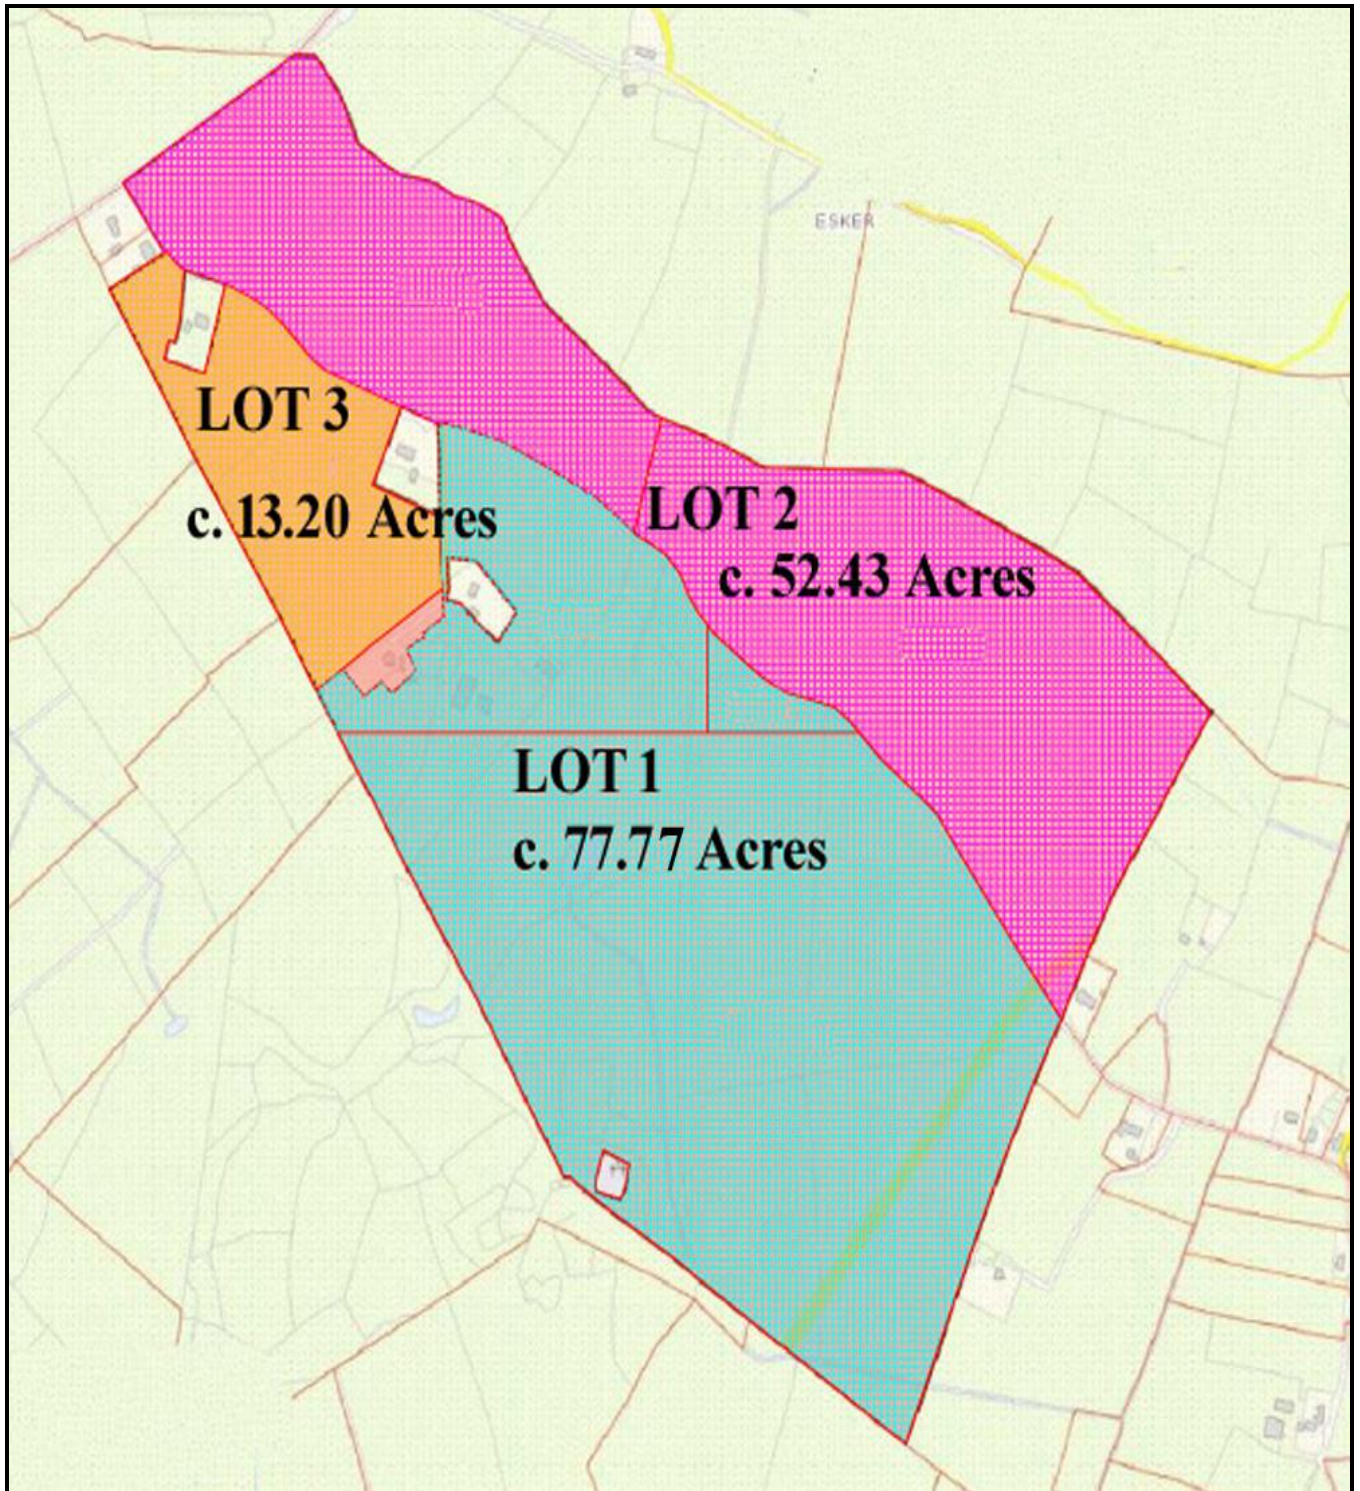 ESKER
LOT 3
c. 13.20 Acres
LOT 2
c. 52.43 Acres
LOT 1
c. 77.77 Acres